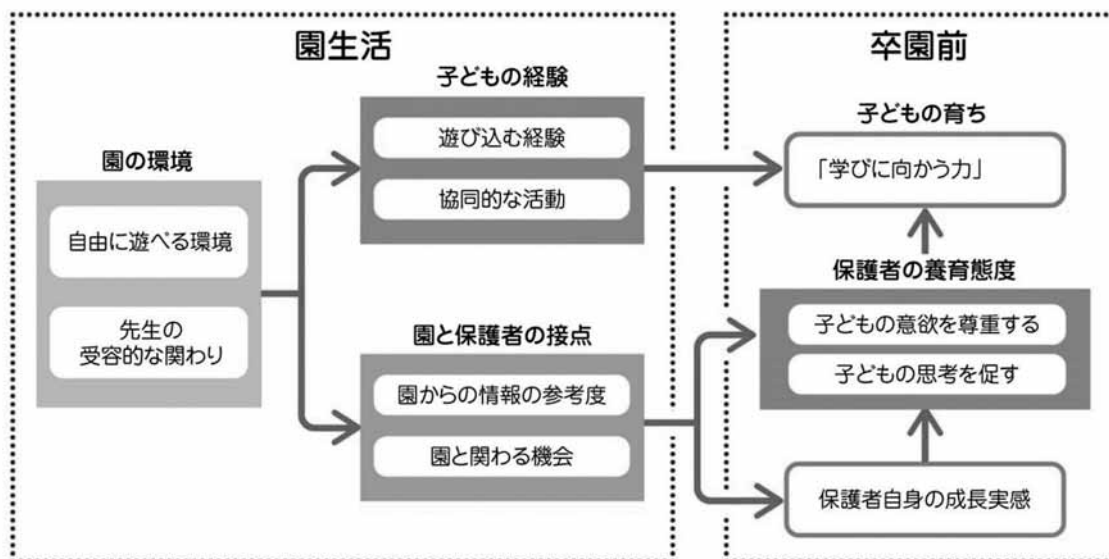 園生活
卒園前
子どもの経験
遊び込む経験
協同的な活動
園の環境
自由に遊べる環境
先生の
受容的な関わり
園と保護者の接点
園からの情報の参考度
園と関わる機会
子どもの育ち
「学びに向かう力」
保護者の養育態度
子どもの意欲を尊重する
子どもの思考を促す
保護者自身の成長実感